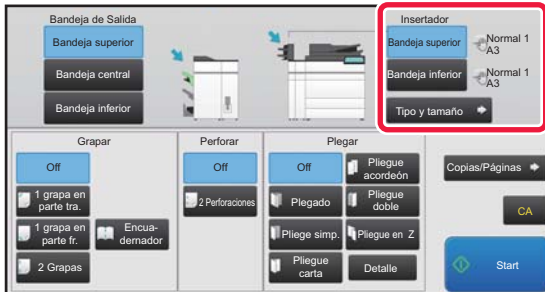 Bandeja de Salida
Bandeja superior
Bandeja central
Bandeja inferior
Insertador
Bandeja superior
Normal 1
A3
Bandeja inferior
Normal 1
A3
Tipo y tamaño
Grapar
Off
1 grapa en
parte tra.
1 grapa en
parte fr.
Encua-
dernador
2 Grapas
Perforar
Off
2 Perforaciones
Plegar
Off
Pliegue
acordeón
Plegado
Pliegue
doble
Pliege simp.
Pliegue en Z
Pliegue
carta
Detalle
Copias/Páginas
CA
Start